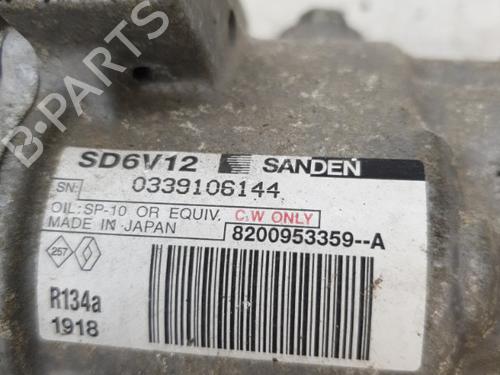 B-PARTS
SD6V12 SANDEN
SN: 0339106144
OIL:SP-10 OR EQUIV. C.W ONLY
MADE IN JAPAN 8200953359--A
257
R134a
1918